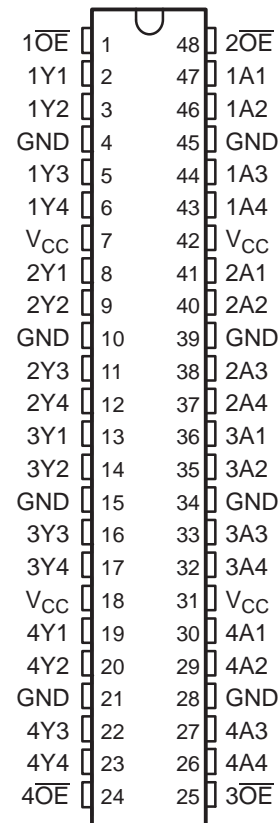 1O̅E̅ 1 48 2O̅E̅
1Y1 2 47 1A1
1Y2 3 46 1A2
GND 4 45 GND
1Y3 5 44 1A3
1Y4 6 43 1A4
VCC 7 42 VCC
2Y1 8 41 2A1
2Y2 9 40 2A2
GND 10 39 GND
2Y3 11 38 2A3
2Y4 12 37 2A4
3Y1 13 36 3A1
3Y2 14 35 3A2
GND 15 34 GND
3Y3 16 33 3A3
3Y4 17 32 3A4
VCC 18 31 VCC
4Y1 19 30 4A1
4Y2 20 29 4A2
GND 21 28 GND
4Y3 22 27 4A3
4Y4 23 26 4A4
4O̅E̅ 24 25 3O̅E̅